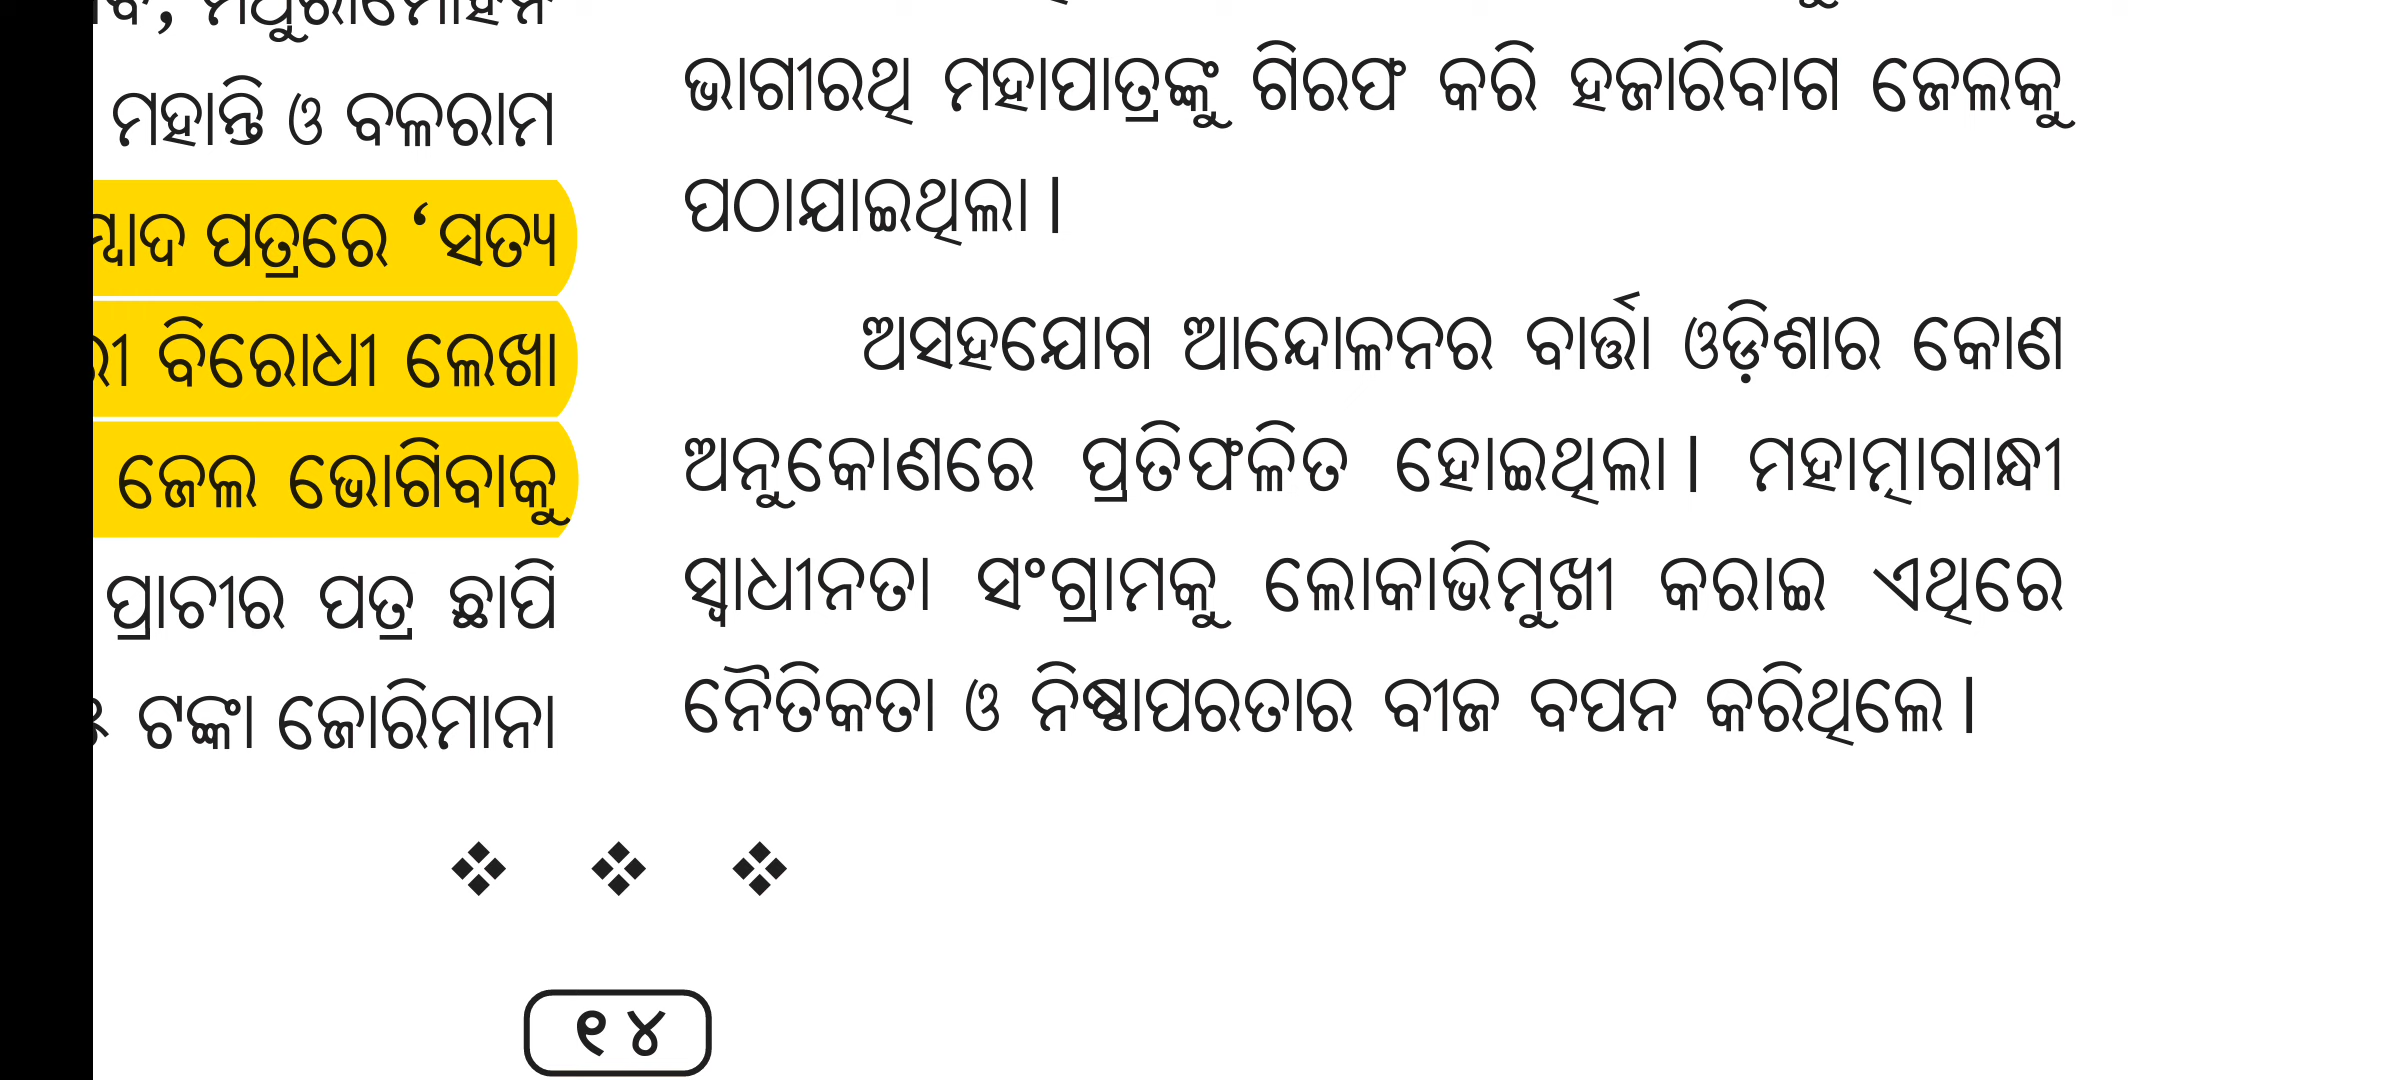 ମହାନ୍ତି ଓ ବଳରାମ
ପତ୍ରରେ ‘ସତ୍ୟ
ବିରୋଧୀ ଲେଖା
ଜେଲ ଭୋଗିବାକୁ
ପ୍ରାଚୀର ପତ୍ର ଛାପି
ଟଙ୍କା ଜୋରିମାନା
ଭାଗୀରଥି ମହାପାତ୍ରଙ୍କୁ ଗିରଫ କରି ହଜାରିବାଗ ଜେଲକୁ
ପଠାଯାଇଥିଲା।
ଅସହଯୋଗ ଆନ୍ଦୋଳନର ବାର୍ତ୍ତା ଓଡ଼ିଶାର କୋଣ
ଅନୁକୋଣରେ ପ୍ରତିଫଳିତ ହୋଇଥିଲା। ମହାତ୍ମାଗାନ୍ଧୀ
ସ୍ୱାଧୀନତା ସଂଗ୍ରାମକୁ ଲୋକାଭିମୁଖୀ କରାଇ ଏଥିରେ
ନୈତିକତା ଓ ନିଷ୍ଠାପରତାର ବୀଜ ବପନ କରିଥିଲେ।
❖ ❖ ❖
୧୪